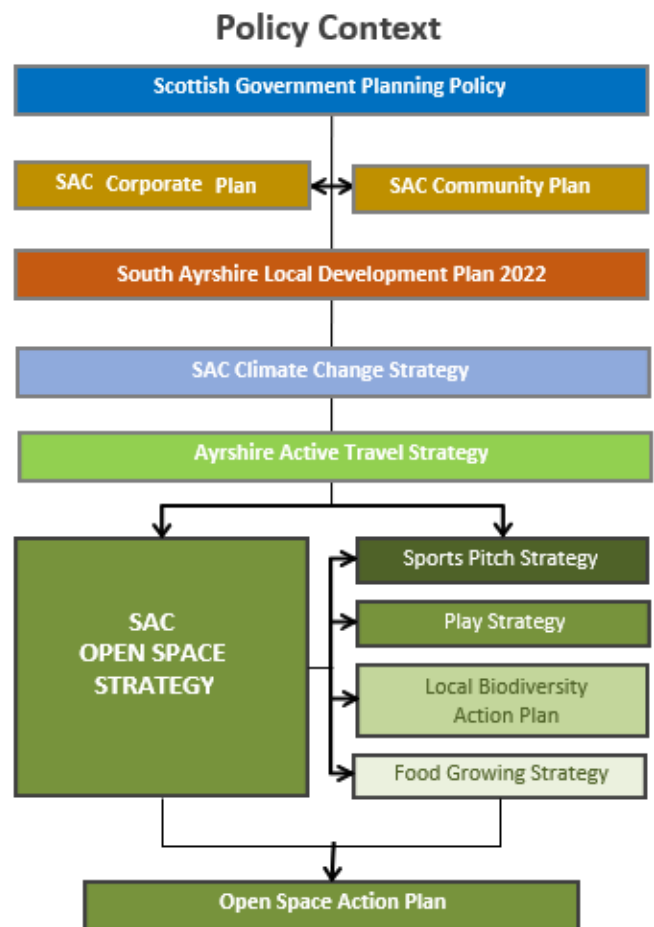 Policy Context
Scottish Government Planning Policy
SAC Corporate Plan
SAC Community Plan
South Ayrshire Local Development Plan 2022
SAC Climate Change Strategy
Ayrshire Active Travel Strategy
SAC
OPEN SPACE
STRATEGY
Sports Pitch Strategy
Play Strategy
Local Biodiversity
Action Plan
Food Growing Strategy
Open Space Action Plan